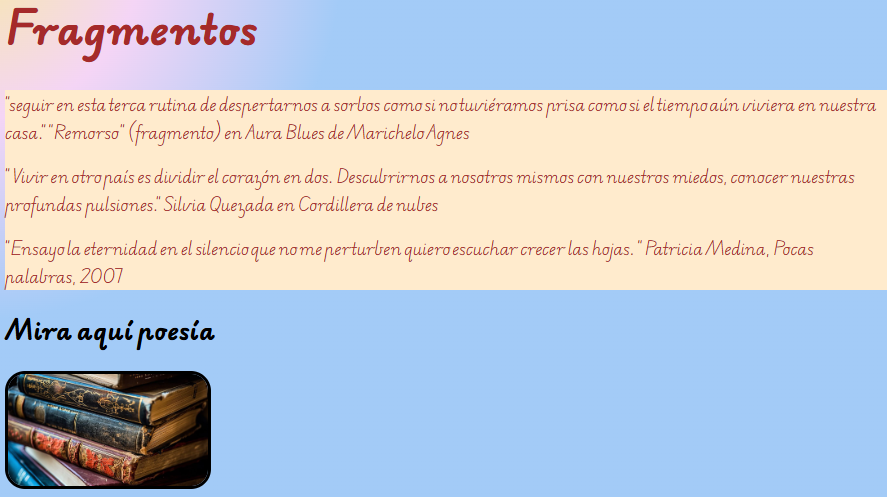 Fragmentos
"seguir en esta terca rutina de despertarnos a sorbos como si no tuviéramos prisa como si el tiempo aún viviera en nuestra
casa." "Remorso" (fragmento) en Aura Blues de Marichelo Agnes
" Vivir en otro país es dividir el corazón en dos. Descubrirnos a nosotros mismos con nuestros miedos, conocer nuestras
profundas pulsiones." Silvia Quezada en Cordillera de nubes
"Ensayo la eternidad en el silencio que no me perturben quiero escuchar crecer las hojas. " Patricia Medina, Pocas
palabras, 2007
Mira aquí poesía